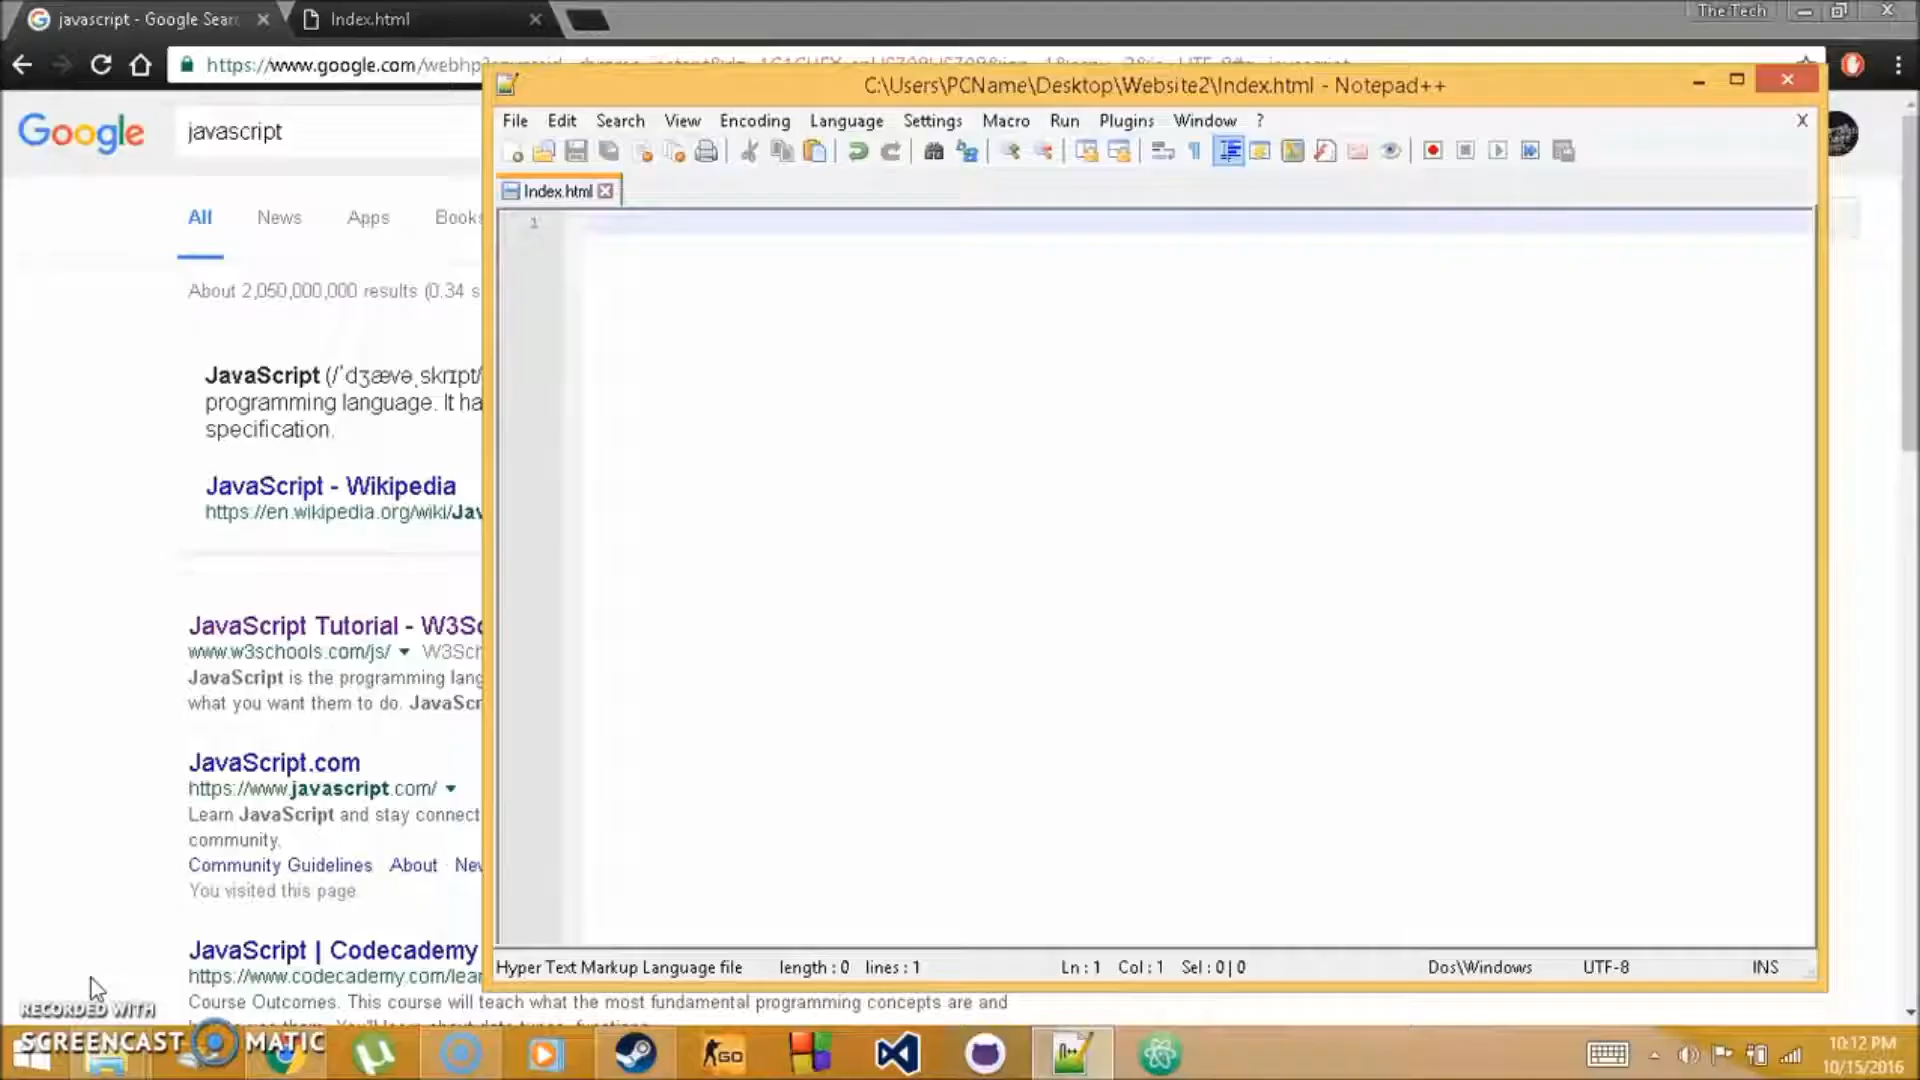 javascript - Google Sear
Index.html
The Tech
https://www.google.com/webhp
C:\Users\PCName\Desktop\Website2\Index.html - Notepad++
File Edit Search View Encoding Language Settings Macro Run Plugins Window ? X
Google
javascript
Index.html
1
All News Apps Books
About 2,050,000,000 results (0.34 s
JavaScript (/ˈdʒævəˌskrɪpt/
programming language. It ha
specification.
JavaScript - Wikipedia
https://en.wikipedia.org/wiki/Jav
JavaScript Tutorial - W3Sc
www.w3schools.com/js/ W3Sch
JavaScript is the programming lang
what you want them to do. JavaScr
JavaScript.com
https://www.javascript.com/
Learn JavaScript and stay connect
community.
Community Guidelines About New
You visited this page
JavaScript | Codecademy
https://www.codecademy.com/lear
Course Outcomes. This course will teach what the most fundamental programming concepts are and
Hyper Text Markup Language file length : 0 lines : 1 Ln : 1 Col : 1 Sel : 0 | 0 Dos\Windows UTF-8 INS
RECORDED WITH
SCREENCAST MATIC
GO
n++
10:12 PM
10/15/2016